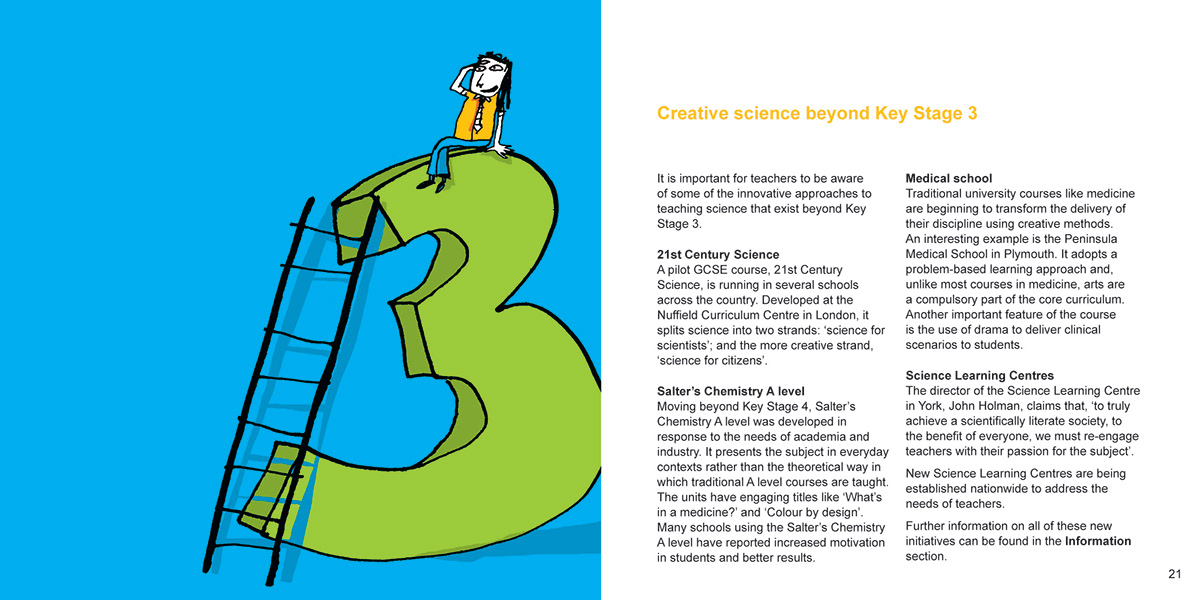 Creative science beyond Key Stage 3
It is important for teachers to be aware
of some of the innovative approaches to
teaching science that exist beyond Key
Stage 3.
21st Century Science
A pilot GCSE course, 21st Century
Science, is running in several schools
across the country. Developed at the
Nuffield Curriculum Centre in London, it
splits science into two strands: ‘science for
scientists’; and the more creative strand,
‘science for citizens’.
Salter’s Chemistry A level
Moving beyond Key Stage 4, Salter’s
Chemistry A level was developed in
response to the needs of academia and
industry. It presents the subject in everyday
contexts rather than the theoretical way in
which traditional A level courses are taught.
The units have engaging titles like ‘What’s
in a medicine?’ and ‘Colour by design’.
Many schools using the Salter’s Chemistry
A level have reported increased motivation
in students and better results.
Medical school
Traditional university courses like medicine
are beginning to transform the delivery of
their discipline using creative methods.
An interesting example is the Peninsula
Medical School in Plymouth. It adopts a
problem-based learning approach and,
unlike most courses in medicine, arts are
a compulsory part of the core curriculum.
Another important feature of the course
is the use of drama to deliver clinical
scenarios to students.
Science Learning Centres
The director of the Science Learning Centre
in York, John Holman, claims that, ‘to truly
achieve a scientifically literate society, to
the benefit of everyone, we must re-engage
teachers with their passion for the subject’.
New Science Learning Centres are being
established nationwide to address the
needs of teachers.
Further information on all of these new
initiatives can be found in the Information
section.
21
3